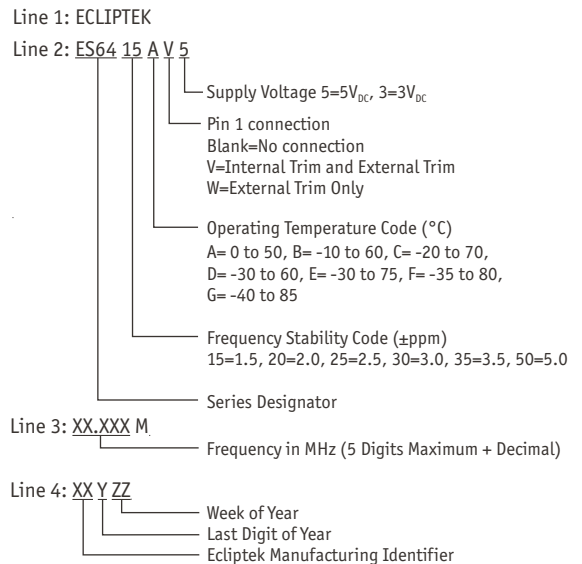 Line 1: ECLIPTEK
Line 2: ES64 15 A V 5
Supply Voltage 5=5VDC, 3=3VDC
Pin 1 connection
Blank=No connection
V=Internal Trim and External Trim
W=External Trim Only
Operating Temperature Code (°C)
A= 0 to 50, B= -10 to 60, C= -20 to 70,
D= -30 to 60, E= -30 to 75, F= -35 to 80,
G= -40 to 85
Frequency Stability Code (±ppm)
15=1.5, 20=2.0, 25=2.5, 30=3.0, 35=3.5, 50=5.0
Series Designator
Line 3: XX.XXX M
Frequency in MHz (5 Digits Maximum + Decimal)
Line 4: XX Y ZZ
Week of Year
Last Digit of Year
Ecliptek Manufacturing Identifier